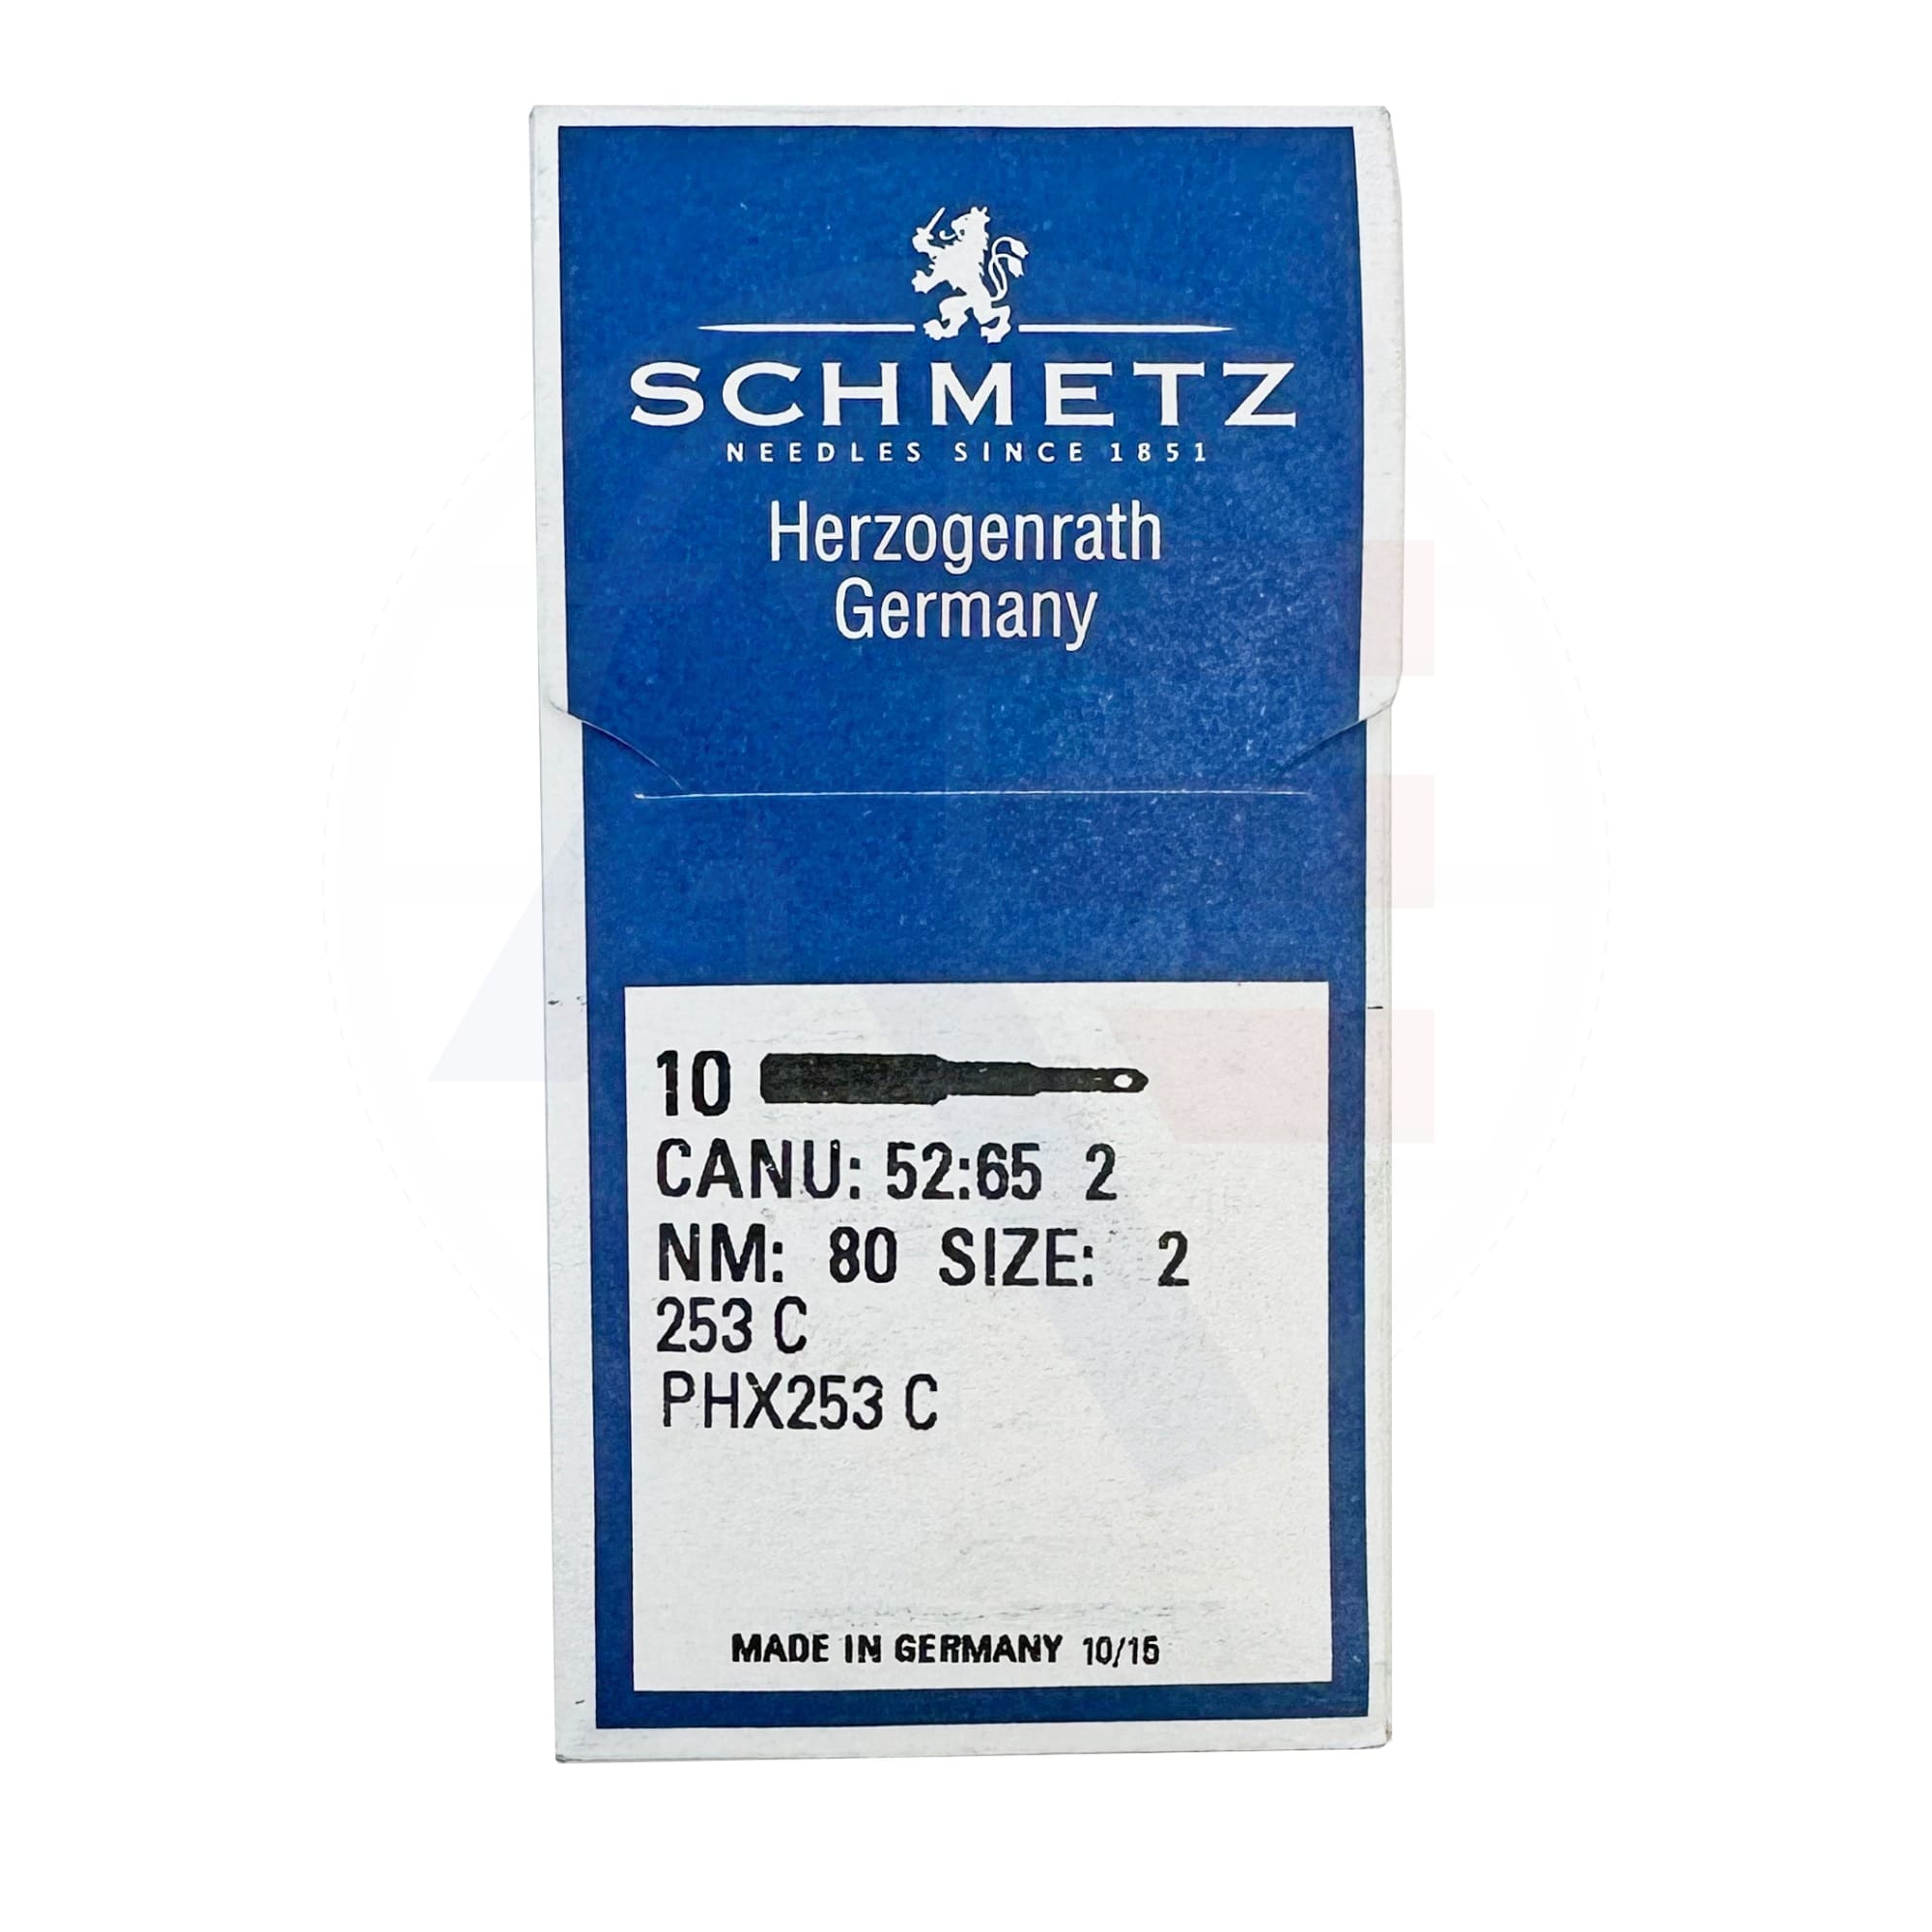 SCHMETZ
NEEDLES SINCE 1851
Herzogenrath
Germany
10
CANU: 52:65 2
NM: 80 SIZE: 2
253 C
PHX253 C
MADE IN GERMANY 10/15